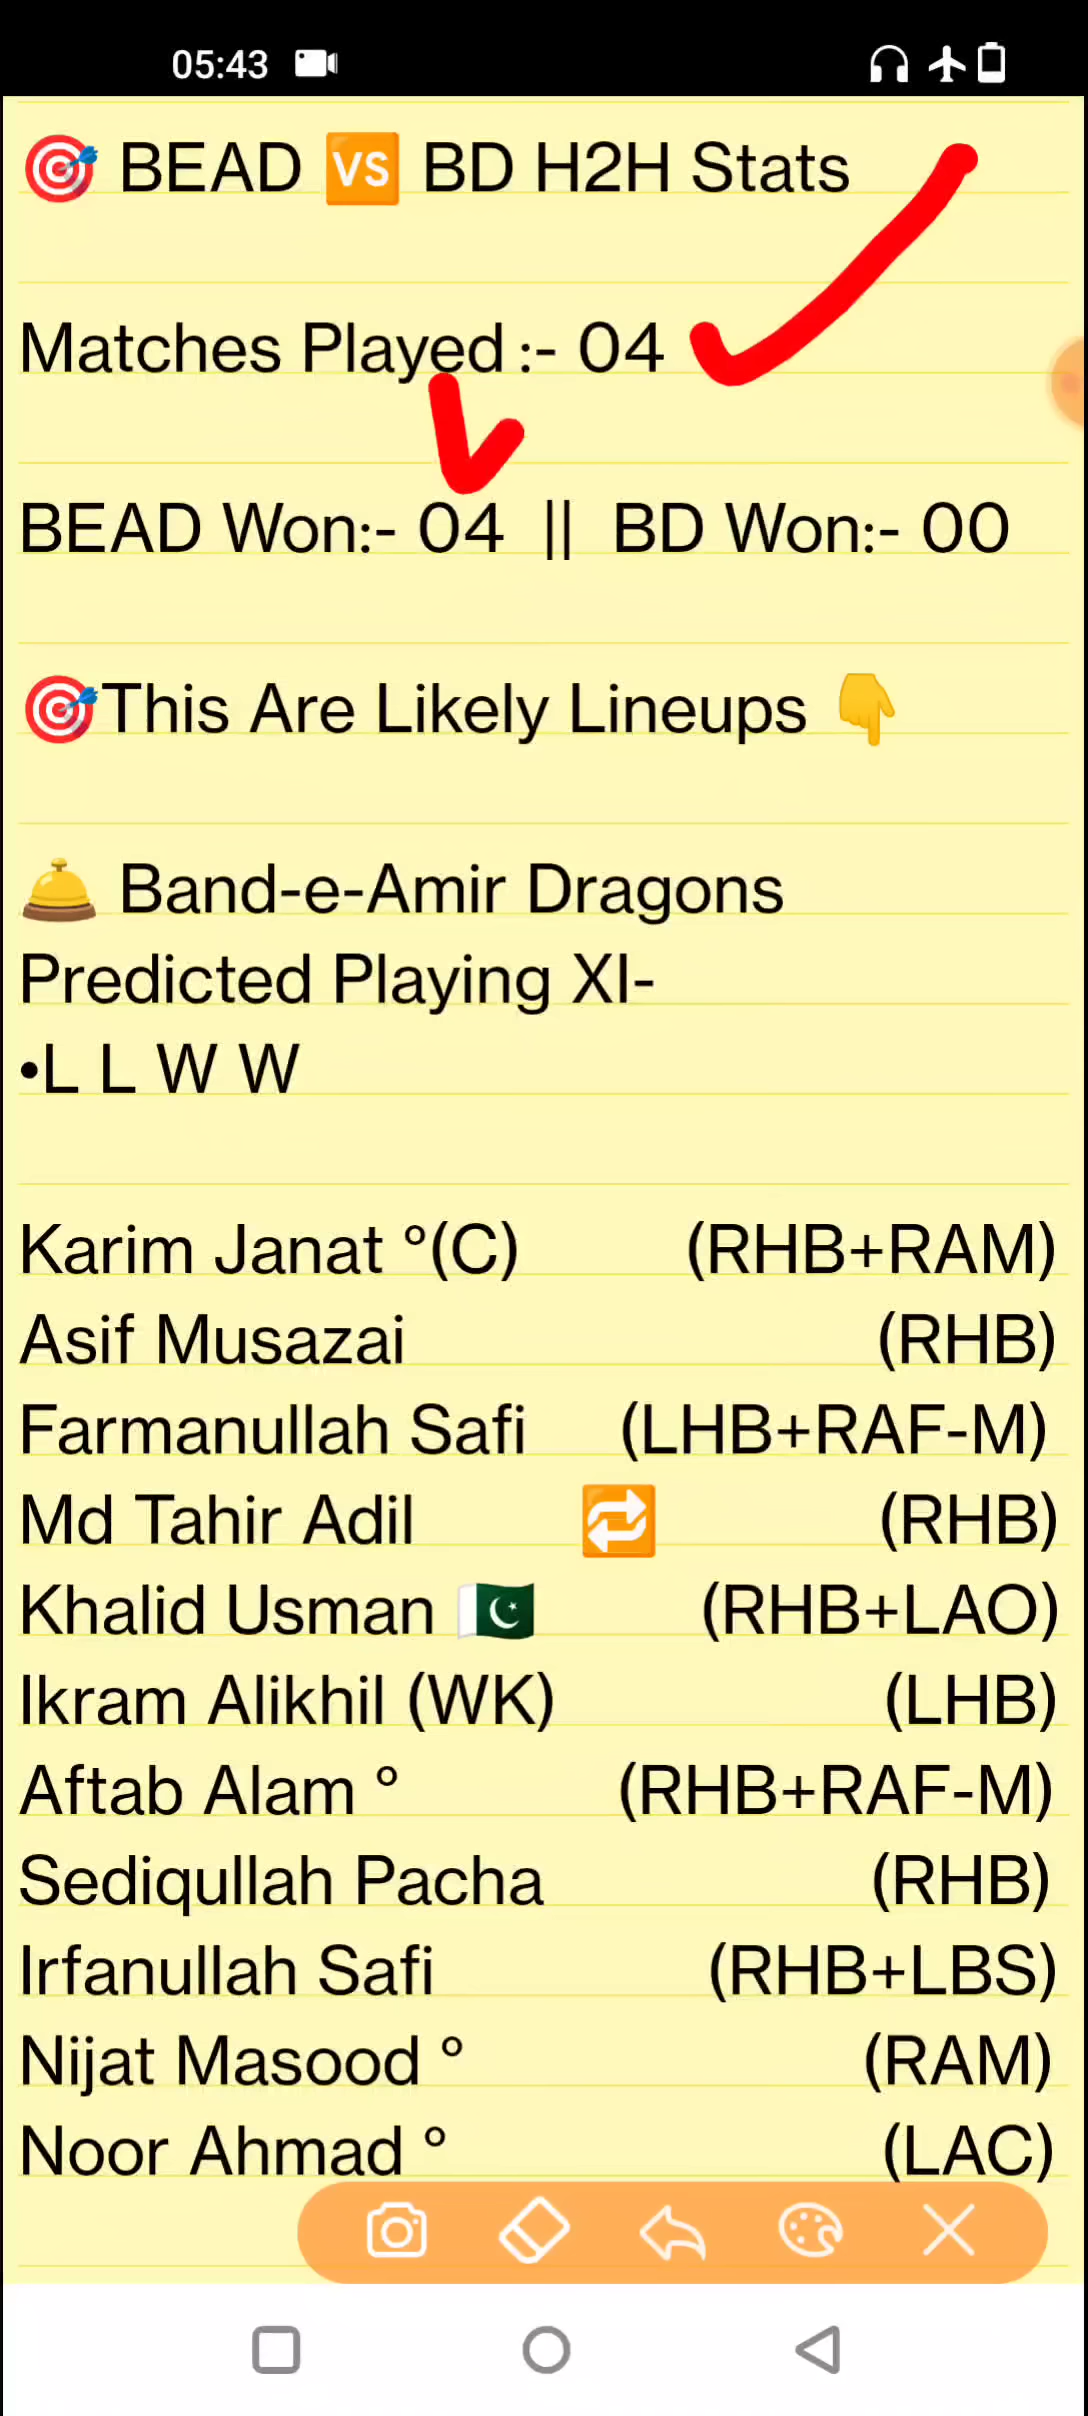 05:43
🎯 BEAD 🆚 BD H2H Stats
Matches Played :- 04
BEAD Won:- 04 || BD Won:- 00
🎯This Are Likely Lineups 👇
🛎️ Band-e-Amir Dragons
Predicted Playing XI-
•L L W W
Karim Janat °(C) (RHB+RAM)
Asif Musazai (RHB)
Farmanullah Safi (LHB+RAF-M)
Md Tahir Adil 🔁 (RHB)
Khalid Usman 🇵🇰 (RHB+LAO)
Ikram Alikhil (WK) (LHB)
Aftab Alam ° (RHB+RAF-M)
Sediqullah Pacha (RHB)
Irfanullah Safi (RHB+LBS)
Nijat Masood ° (RAM)
Noor Ahmad ° (LAC)